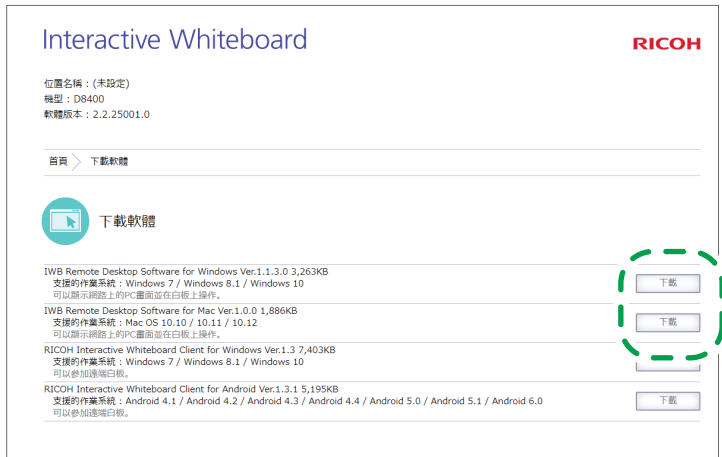 Interactive Whiteboard
RICOH
位置名稱：(未設定)
機型：D8400
軟體版本：2.2.25001.0
首頁 下載軟體
下載軟體
IWB Remote Desktop Software for Windows Ver.1.1.3.0 3,263KB
支援的作業系統：Windows 7 / Windows 8.1 / Windows 10
可以顯示網路上的PC畫面並在白板上操作。
下載
IWB Remote Desktop Software for Mac Ver.1.0.0 1,886KB
支援的作業系統：Mac OS 10.10 / 10.11 / 10.12
可以顯示網路上的PC畫面並在白板上操作。
下載
RICOH Interactive Whiteboard Client for Windows Ver.1.3 7,403KB
支援的作業系統：Windows 7 / Windows 8.1 / Windows 10
可以參加遠端白板。
RICOH Interactive Whiteboard Client for Android Ver.1.3.1 5,195KB
支援的作業系統：Android 4.1 / Android 4.2 / Android 4.3 / Android 4.4 / Android 5.0 / Android 5.1 / Android 6.0
可以參加遠端白板。
下載